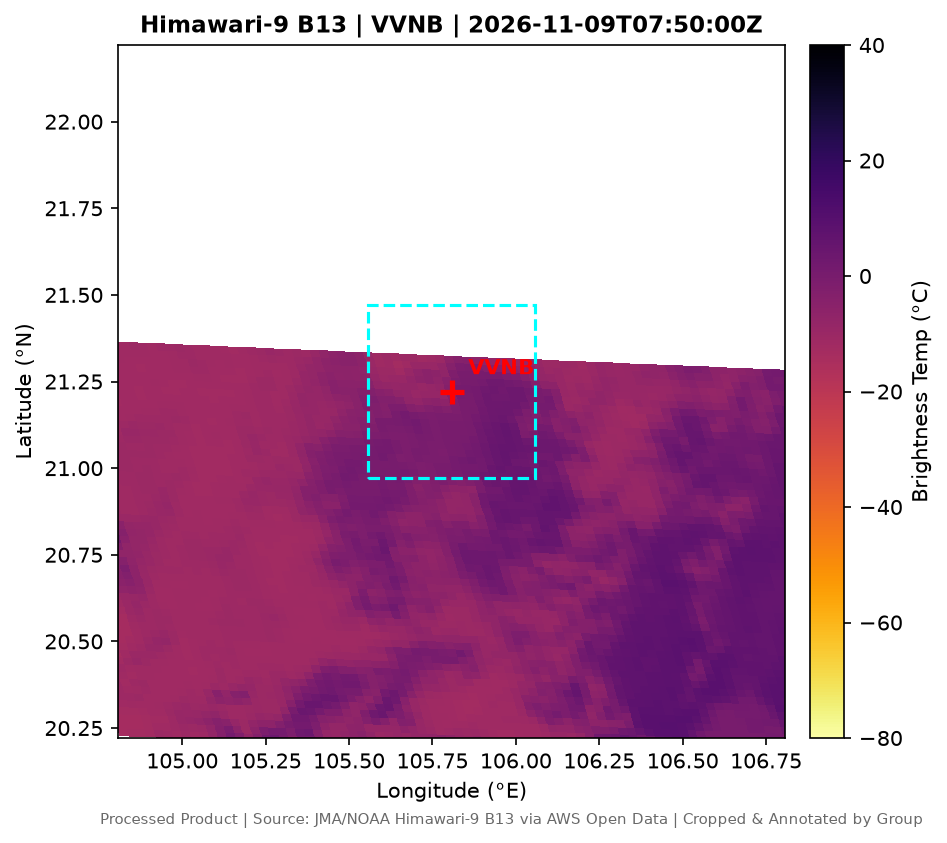 Himawari-9 B13 | VVNB | 2026-11-09T07:50:00Z
40
20
0
−20
−40
−60
−80
Brightness Temp (°C)
22.00
21.75
21.50
21.25
21.00
20.75
20.50
20.25
Latitude (°N)
VVNB
105.00 105.25 105.50 105.75 106.00 106.25 106.50 106.75
Longitude (°E)
Processed Product | Source: JMA/NOAA Himawari-9 B13 via AWS Open Data | Cropped & Annotated by Group